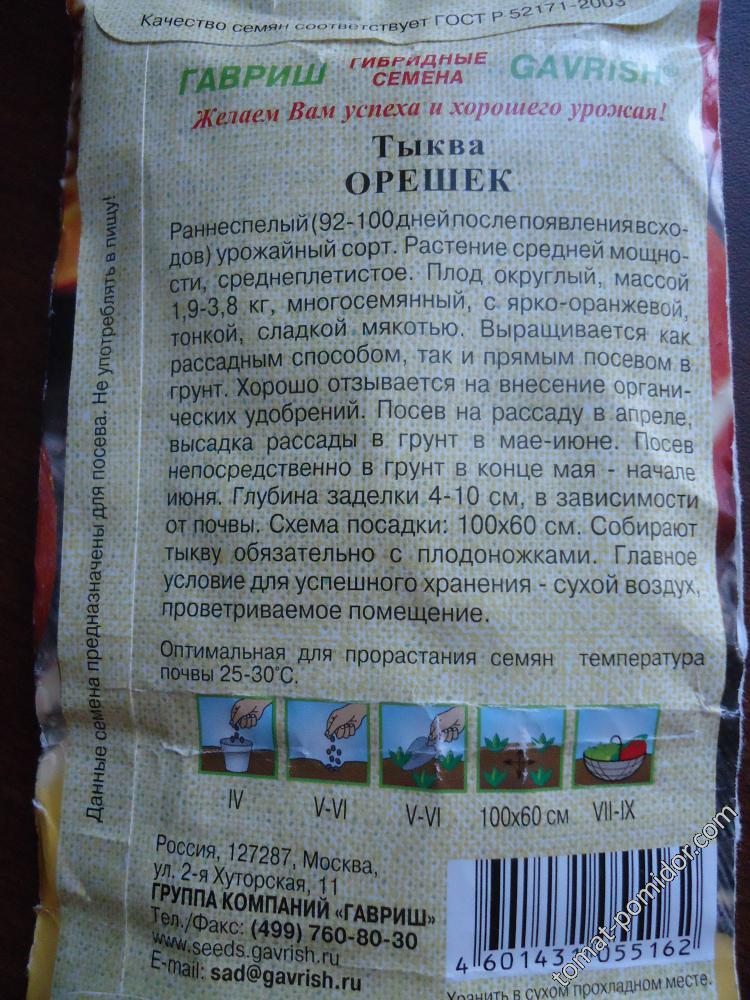 Качество семян соответствует ГОСТ Р 52171-2003
ГАВРИШ ГИБРИДНЫЕ СЕМЕНА GAVRISH®
Желаем Вам успеха и хорошего урожая!
Тыква
ОРЕШЕК
Раннеспелый (92-100 дней после появления всхо-
дов) урожайный сорт. Растение средней мощно-
сти, среднеплетистое. Плод округлый, массой
1,9-3,8 кг, многосемянный, с ярко-оранжевой,
тонкой, сладкой мякотью. Выращивается как
рассадным способом, так и прямым посевом в
грунт. Хорошо отзывается на внесение органи-
ческих удобрений. Посев на рассаду в апреле,
высадка рассады в грунт в мае-июне. Посев
непосредственно в грунт в конце мая - начале
июня. Глубина заделки 4-10 см, в зависимости
от почвы. Схема посадки: 100х60 см. Собирают
тыкву обязательно с плодоножками. Главное
условие для успешного хранения - сухой воздух,
проветриваемое помещение.
Оптимальная для прорастания семян температура
почвы 25-30°С.
IV V-VI V-VI 100х60 см VII-IX
Данные семена предназначены для посева. Не употреблять в пищу!
Россия, 127287, Москва,
ул. 2-я Хуторская, 11
ГРУППА КОМПАНИЙ «ГАВРИШ»
Тел./Факс: (499) 760-80-30
www.seeds.gavrish.ru
E-mail: sad@gavrish.ru
Хранить в сухом прохладном месте.
tomat-pomidor.com